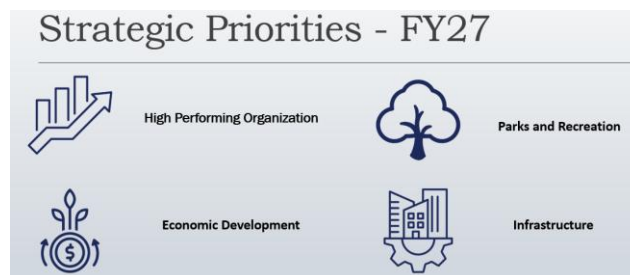 Strategic Priorities - FY27
High Performing Organization
Parks and Recreation
Economic Development
$
Infrastructure